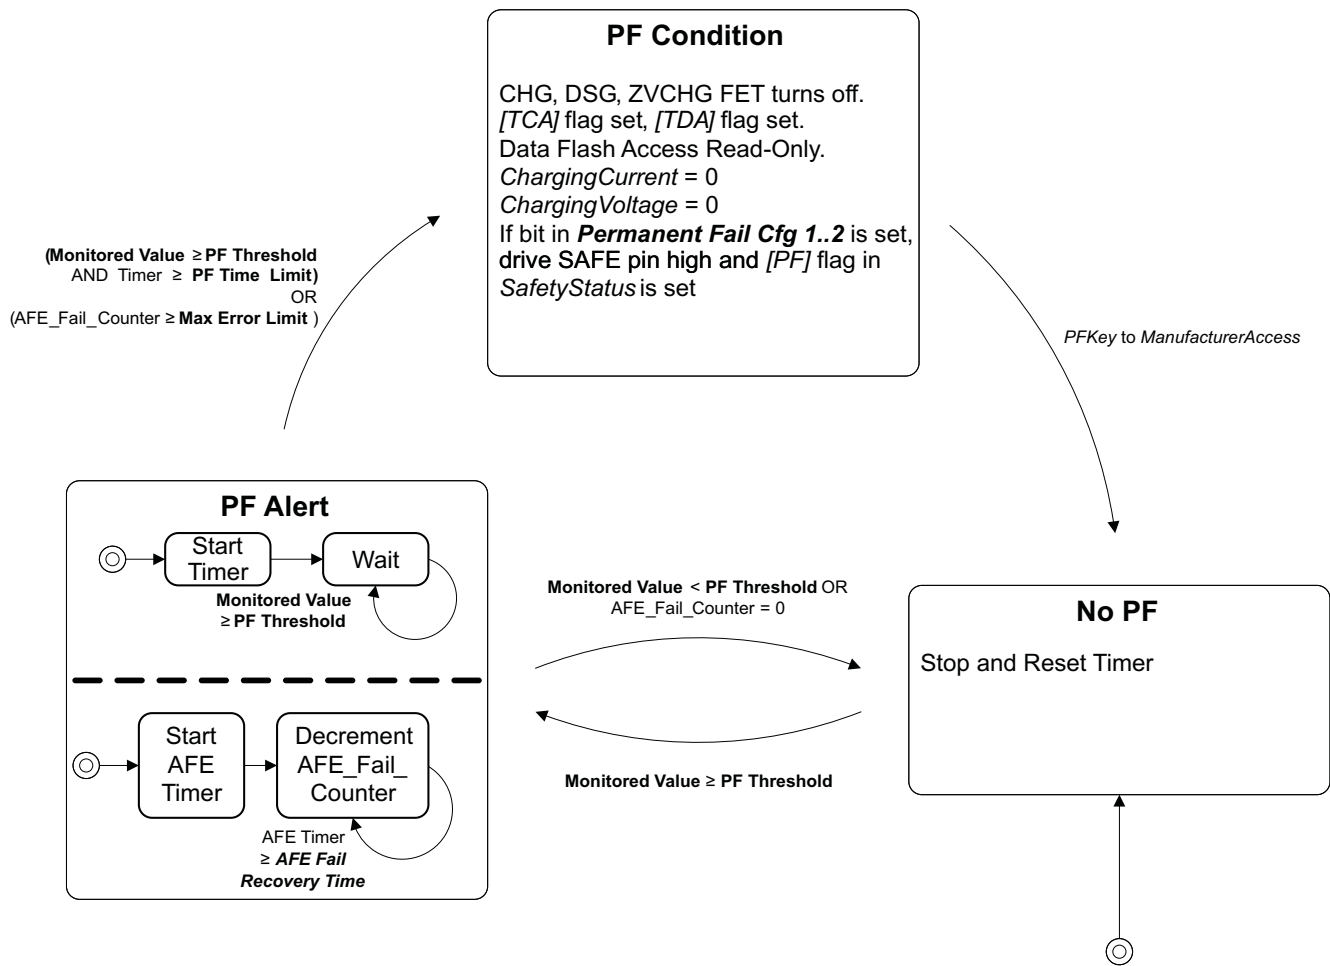 PF Condition
CHG, DSG, ZVCHG FET turns off.
[TCA] flag set, [TDA] flag set.
Data Flash Access Read-Only.
ChargingCurrent = 0
ChargingVoltage = 0
If bit in Permanent Fail Cfg 1..2 is set,
drive SAFE pin high and [PF] flag in
SafetyStatus is set
(Monitored Value ≥ PF Threshold
AND Timer ≥ PF Time Limit)
OR
(AFE_Fail_Counter ≥ Max Error Limit )
PFKey to ManufacturerAccess
PF Alert
Start
Timer
Wait
Monitored Value
≥ PF Threshold
Start
AFE
Timer
Decrement
AFE_Fail_
Counter
AFE Timer
≥ AFE Fail
Recovery Time
Monitored Value < PF Threshold OR
AFE_Fail_Counter = 0
Monitored Value ≥ PF Threshold
No PF
Stop and Reset Timer